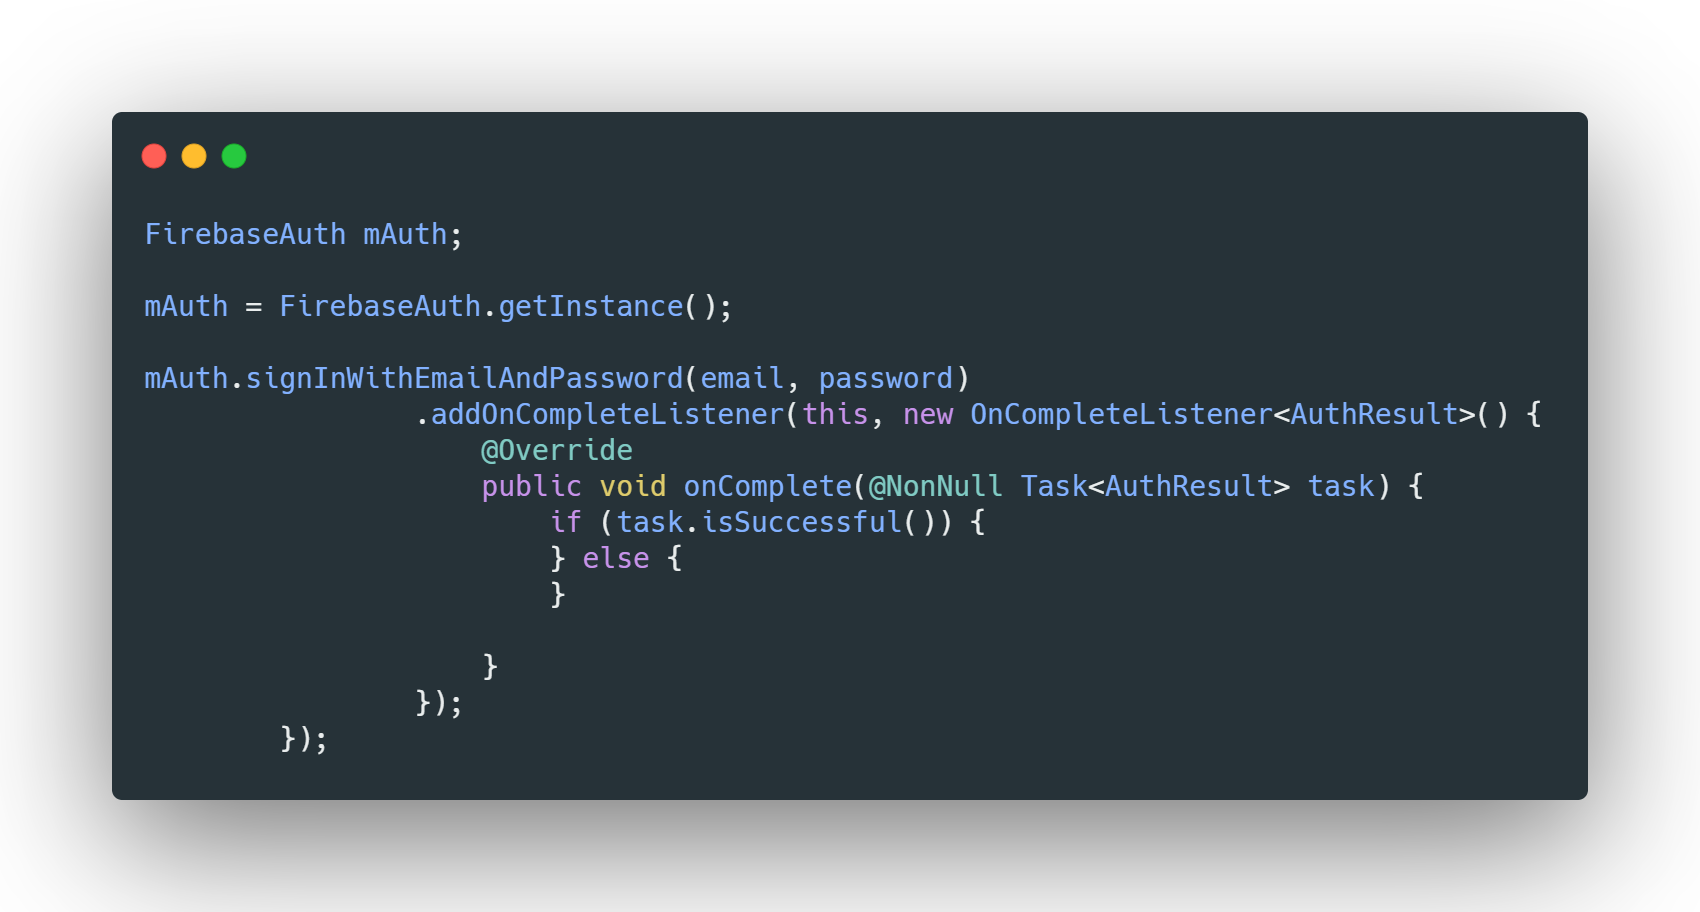 FirebaseAuth mAuth;
mAuth = FirebaseAuth.getInstance();
mAuth.signInWithEmailAndPassword(email, password)
.addOnCompleteListener(this, new OnCompleteListener<AuthResult>() {
@Override
public void onComplete(@NonNull Task<AuthResult> task) {
if (task.isSuccessful()) {
} else {
}
}
});
});